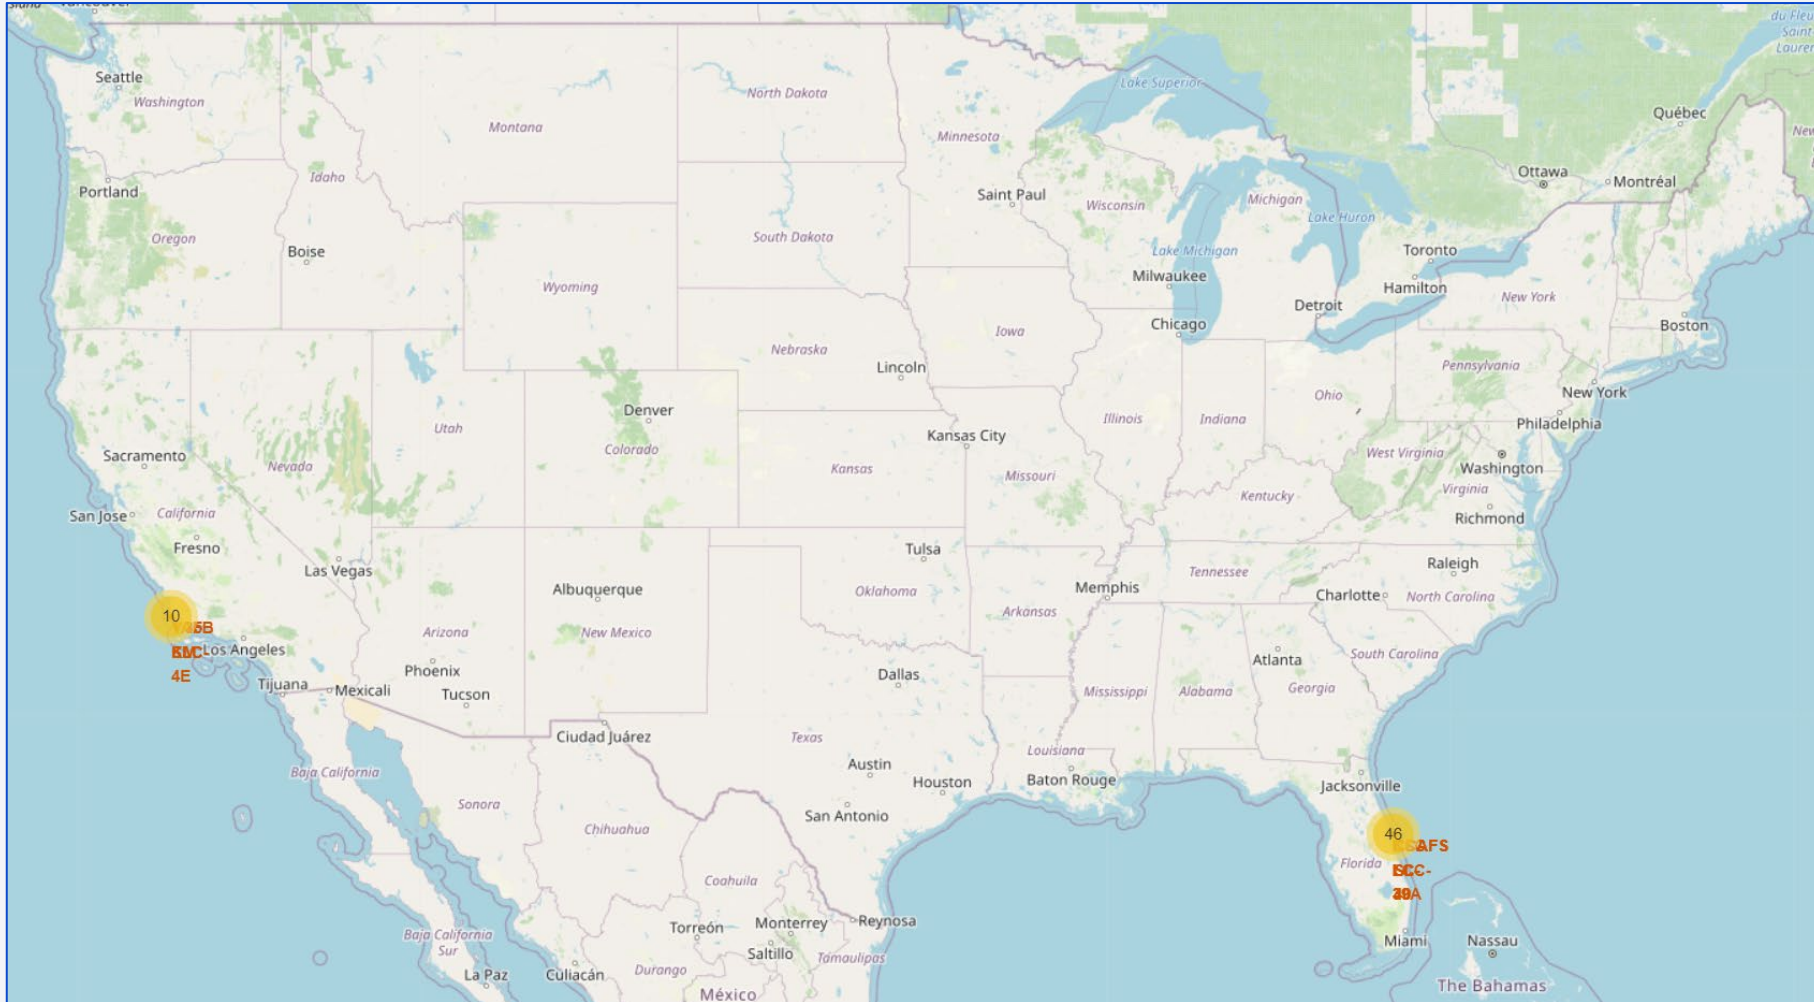 Vancouver
du Fleu
Saint-
Lauren
Seattle
Washington
North Dakota
Lake Superior
Montana
Minnesota
Québec
New
Ottawa
Montréal
Idaho
Portland
Saint Paul
Wisconsin
Michigan
Lake Huron
Oregon
Boise
South Dakota
Lake Michigan
Toronto
Milwaukee
Hamilton
Wyoming
New York
Detroit
Chicago
Boston
Iowa
Nebraska
Lincoln
Pennsylvania
New York
Ohio
Denver
Illinois
Indiana
Philadelphia
Utah
Kansas City
Colorado
Sacramento
Nevada
Kansas
Missouri
West Virginia
Washington
Kentucky
Virginia
San Jose
California
Richmond
Fresno
Las Vegas
Tulsa
Tennessee
Raleigh
Albuquerque
Oklahoma
Memphis
Charlotte
North Carolina
Arkansas
10
Arizona
New Mexico
Los Angeles
4E
Phoenix
Dallas
Atlanta
South Carolina
Tijuana
Mexicali
Tucson
Mississippi
Alabama
Georgia
Ciudad Juárez
Texas
Louisiana
Austin
Baja California
Houston
Baton Rouge
Jacksonville
Sonora
San Antonio
Chihuahua
46
Florida
Coahuila
Torreón
Monterrey
Reynosa
Baja California
Sur
Saltillo
Tamaulipas
Miami
Nassau
La Paz
Culiacán
Durango
The Bahamas
México